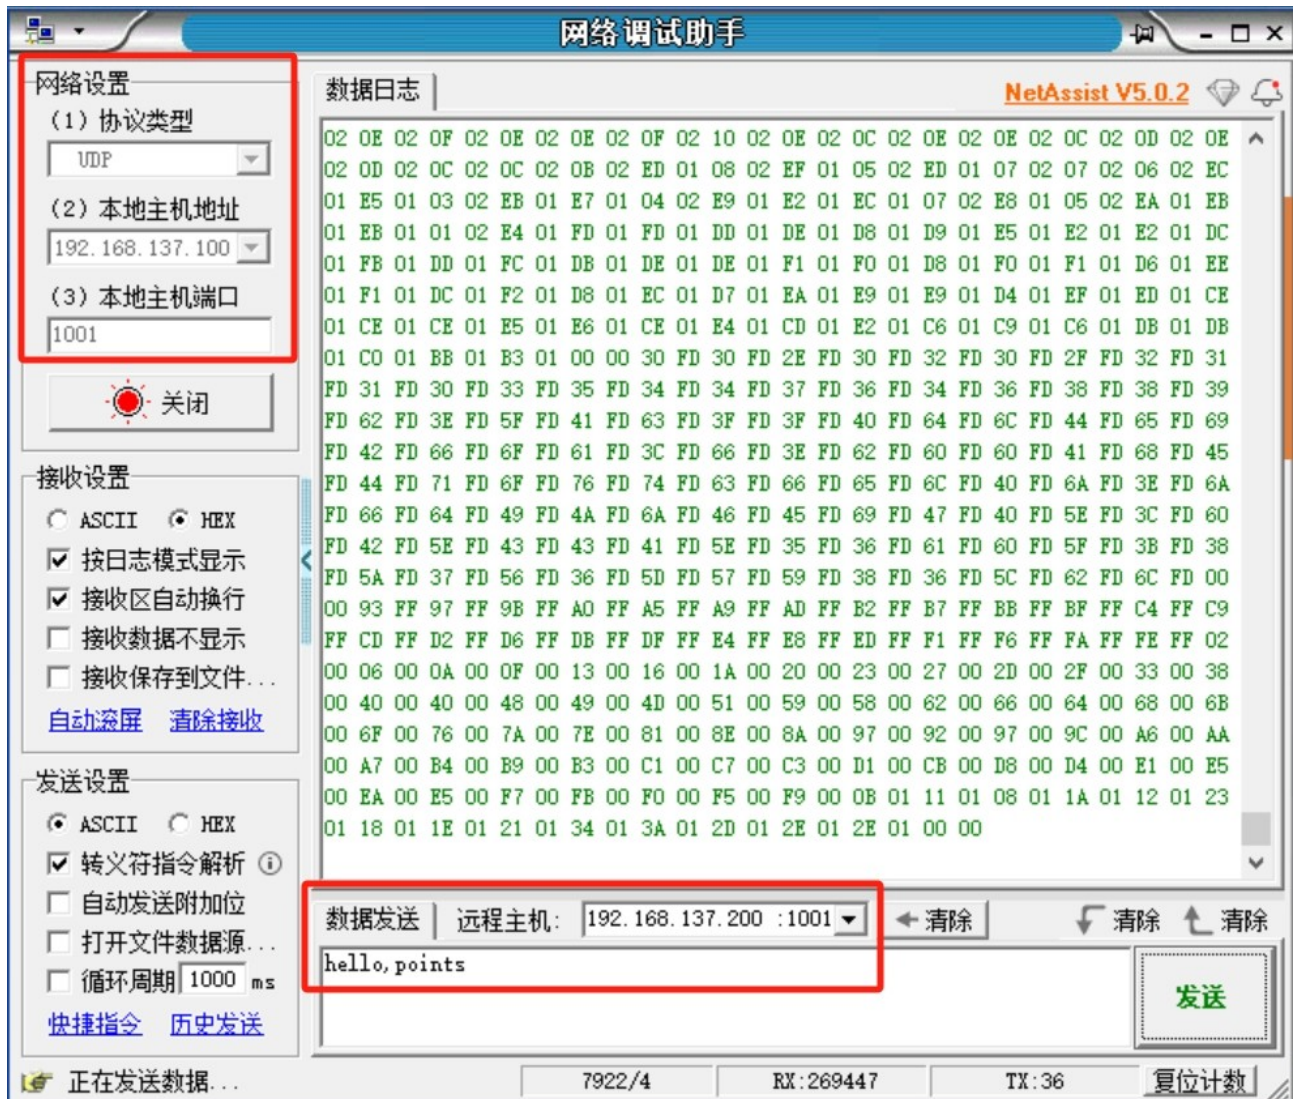 网络调试助手
网络设置
(1) 协议类型
UDP
(2) 本地主机地址
192.168.137.100
(3) 本地主机端口
1001
关闭
接收设置
ASCII HEX
按日志模式显示
接收区自动换行
接收数据不显示
接收保存到文件...
自动滚屏 清除接收
发送设置
ASCII HEX
转义符指令解析
自动发送附加位
打开文件数据源...
循环周期 1000 ms
快捷指令 历史发送
数据日志
NetAssist V5.0.2
02 0E 02 0F 02 0E 02 0E 02 0F 02 10 02 0E 02 0C 02 0E 02 0E 02 0C 02 0D 02 0E
02 0D 02 0C 02 0C 02 0B 02 ED 01 08 02 EF 01 05 02 ED 01 07 02 07 02 06 02 EC
01 E5 01 03 02 EB 01 E7 01 04 02 E9 01 E2 01 EC 01 07 02 E8 01 05 02 EA 01 EB
01 EB 01 01 02 E4 01 FD 01 FD 01 DD 01 DE 01 D8 01 D9 01 E5 01 E2 01 E2 01 DC
01 FB 01 DD 01 FC 01 DB 01 DE 01 DE 01 F1 01 F0 01 D8 01 F0 01 F1 01 D6 01 EE
01 F1 01 DC 01 F2 01 D8 01 EC 01 D7 01 EA 01 E9 01 E9 01 D4 01 EF 01 ED 01 CE
01 CE 01 CE 01 E5 01 E6 01 CE 01 E4 01 CD 01 E2 01 C6 01 C9 01 C6 01 DB 01 DB
01 C0 01 BB 01 B3 01 00 00 30 FD 30 FD 2E FD 30 FD 32 FD 30 FD 2F FD 32 FD 31
FD 31 FD 30 FD 33 FD 35 FD 34 FD 34 FD 37 FD 36 FD 34 FD 36 FD 38 FD 38 FD 39
FD 62 FD 3E FD 5F FD 41 FD 63 FD 3F FD 3F FD 40 FD 64 FD 6C FD 44 FD 65 FD 69
FD 42 FD 66 FD 6F FD 61 FD 3C FD 66 FD 3E FD 62 FD 60 FD 60 FD 41 FD 68 FD 45
FD 44 FD 71 FD 6F FD 76 FD 74 FD 63 FD 66 FD 65 FD 6C FD 40 FD 6A FD 3E FD 6A
FD 66 FD 64 FD 49 FD 4A FD 6A FD 46 FD 45 FD 69 FD 47 FD 40 FD 5E FD 3C FD 60
FD 42 FD 5E FD 43 FD 43 FD 41 FD 5E FD 35 FD 36 FD 61 FD 60 FD 5F FD 3B FD 38
FD 5A FD 37 FD 56 FD 36 FD 5D FD 57 FD 59 FD 38 FD 36 FD 5C FD 62 FD 6C FD 00
00 93 FF 97 FF 9B FF A0 FF A5 FF A9 FF AD FF B2 FF B7 FF BB FF BF FF C4 FF C9
FF CD FF D2 FF D6 FF DB FF DF FF E4 FF E8 FF ED FF F1 FF F6 FF FA FF FE FF 02
00 06 00 0A 00 0F 00 13 00 16 00 1A 00 20 00 23 00 27 00 2D 00 2F 00 33 00 38
00 40 00 40 00 48 00 49 00 4D 00 51 00 59 00 58 00 62 00 66 00 64 00 68 00 6B
00 6F 00 76 00 7A 00 7E 00 81 00 8E 00 8A 00 97 00 92 00 97 00 9C 00 A6 00 AA
00 A7 00 B4 00 B9 00 B3 00 C1 00 C7 00 C3 00 D1 00 CB 00 D8 00 D4 00 E1 00 E5
00 EA 00 E5 00 F7 00 FB 00 F0 00 F5 00 F9 00 0B 01 11 01 08 01 1A 01 12 01 23
01 18 01 1E 01 21 01 34 01 3A 01 2D 01 2E 01 2E 01 00 00
数据发送 远程主机: 192.168.137.200 :1001 清除 清除 清除
hello,points
发送
正在发送数据... 7922/4 RX:269447 TX:36 复位计数